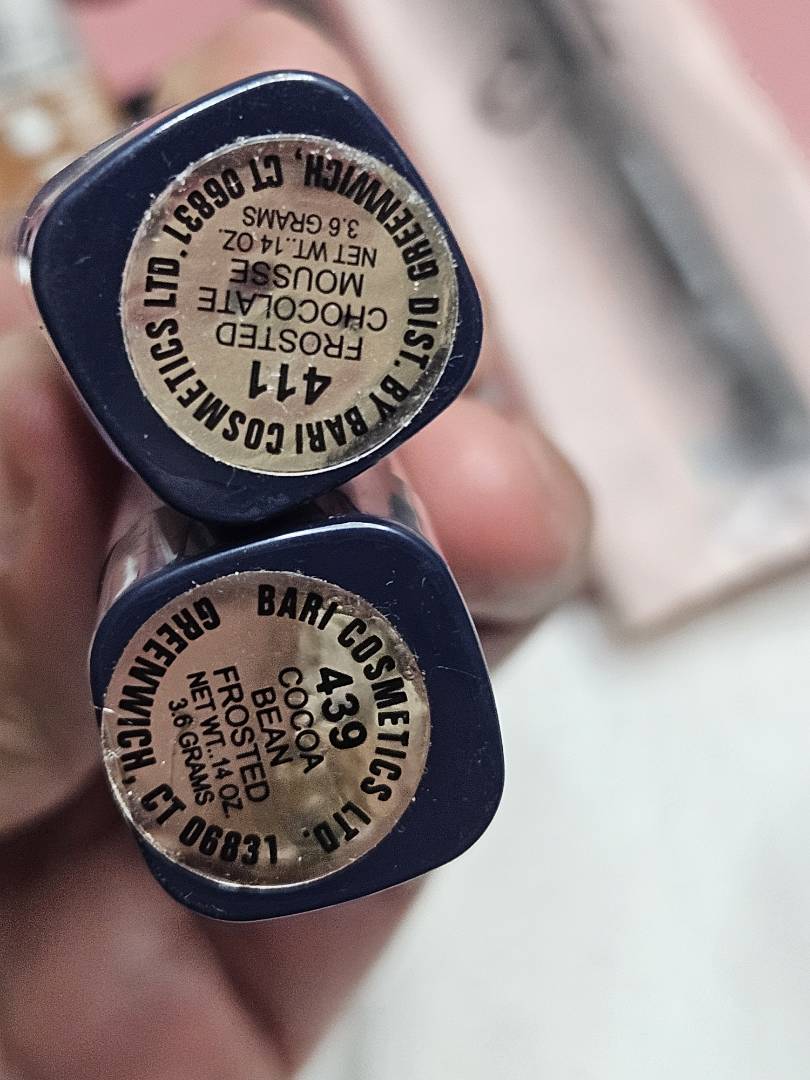 DIST. BY BARI COSMETICS LTD.
GREENWICH, CT 06831
411
FROSTED
CHOCOLATE
MOUSSE
NET WT. .14 OZ.
3.6 GRAMS
BARI COSMETICS LTD.
GREENWICH, CT 06831
439
COCOA
BEAN
FROSTED
NET WT. .14 OZ
3.6 GRAMS